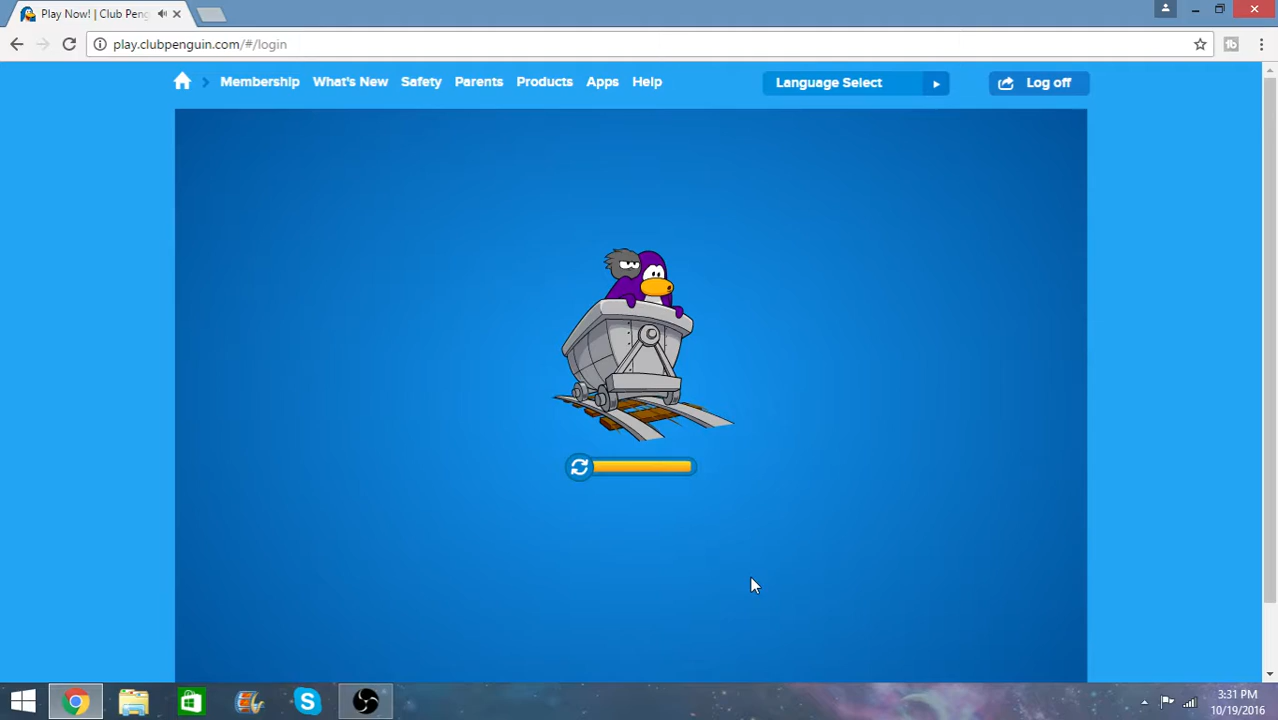 Play Now! | Club Peng
play.clubpenguin.com/#/login
Membership What's New Safety Parents Products Apps Help Language Select Log off
3:31 PM
10/19/2016